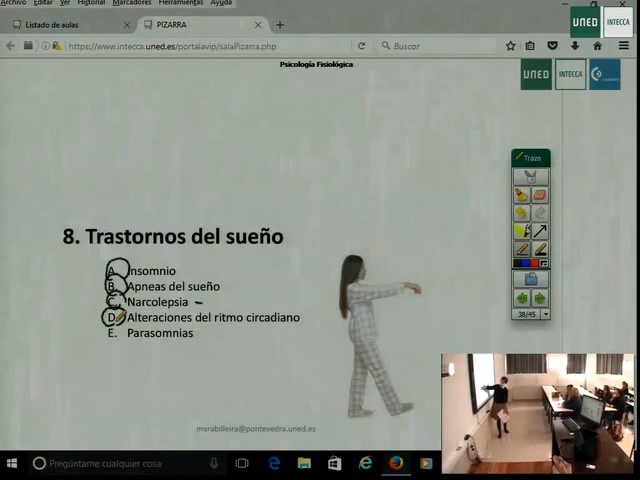 Archivo Editar Ver Historial Marcadores Herramientas Ayuda
Listado de aulas
PIZARRA
https://www.intecca.uned.es/portalavip/salaPizarra.php
Buscar
UNED
INTECCA
Psicología Fisiológica
UNED
INTECCA
Trazo
8. Trastornos del sueño
A. Insomnio
B. Apneas del sueño
C. Narcolepsia
D. Alteraciones del ritmo circadiano
E. Parasomnias
38/45
marabilleira@pontevedra.uned.es
Pregúntame cualquier cosa